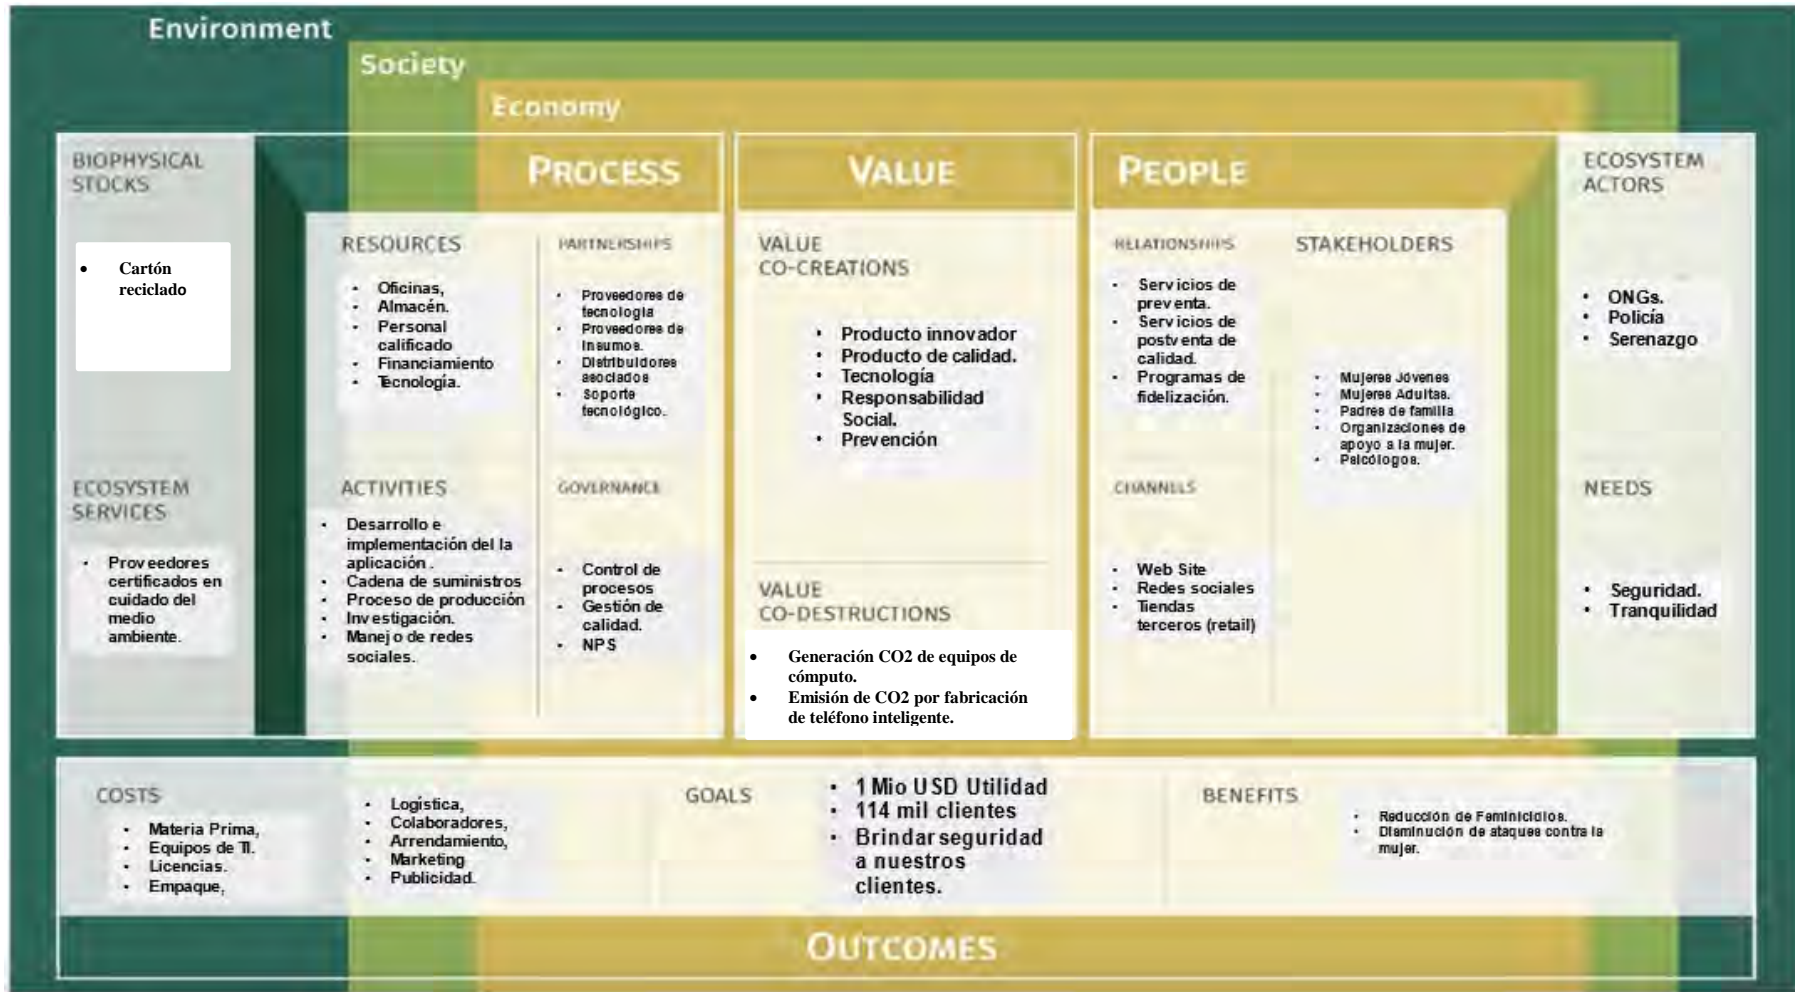 Environment
Society
Economy
BIOPHYSICAL
STOCKS
• Cartón
reciclado
ECOSYSTEM
SERVICES
• Proveedores
certificados en
cuidado del
medio
ambiente.
PROCESS
RESOURCES
• Oficinas,
• Almacén.
• Personal
calificado
• Financiamiento
• Tecnología.
PARTNERSHIPS
• Proveedores de
tecnología
• Proveedores de
insumos.
• Distribuidores
asociados
• Soporte
tecnológico.
ACTIVITIES
• Desarrollo e
implementación del la
aplicación .
• Cadena de suministros
• Proceso de producción
• Investigación.
• Manejo de redes
sociales.
GOVERNANCE
• Control de
procesos
• Gestión de
calidad.
• NPS
VALUE
VALUE
CO-CREATIONS
• Producto innovador
• Producto de calidad.
• Tecnología
• Responsabilidad
Social.
• Prevención
VALUE
CO-DESTRUCTIONS
• Generación CO2 de equipos de
cómputo.
• Emisión de CO2 por fabricación
de teléfono inteligente.
PEOPLE
RELATIONSHIPS
• Servicios de
preventa.
• Servicios de
postventa de
calidad.
• Programas de
fidelización.
STAKEHOLDERS
• Mujeres Jóvenes
• Mujeres Adultas.
• Padres de familia
• Organizaciones de
apoyo a la mujer.
• Psicólogos.
CHANNELS
• Web Site
• Redes sociales
• Tiendas
terceros (retail)
ECOSYSTEM
ACTORS
• ONGs.
• Policía
• Serenazgo
NEEDS
• Seguridad.
• Tranquilidad
COSTS
• Materia Prima,
• Equipos de TI.
• Licencias.
• Empaque,
• Logística,
• Colaboradores,
• Arrendamiento,
• Marketing
• Publicidad.
GOALS
• 1 Mio USD Utilidad
• 114 mil clientes
• Brindar seguridad
a nuestros
clientes.
BENEFITS
• Reducción de Feminicidios.
• Disminución de ataques contra la
mujer.
OUTCOMES